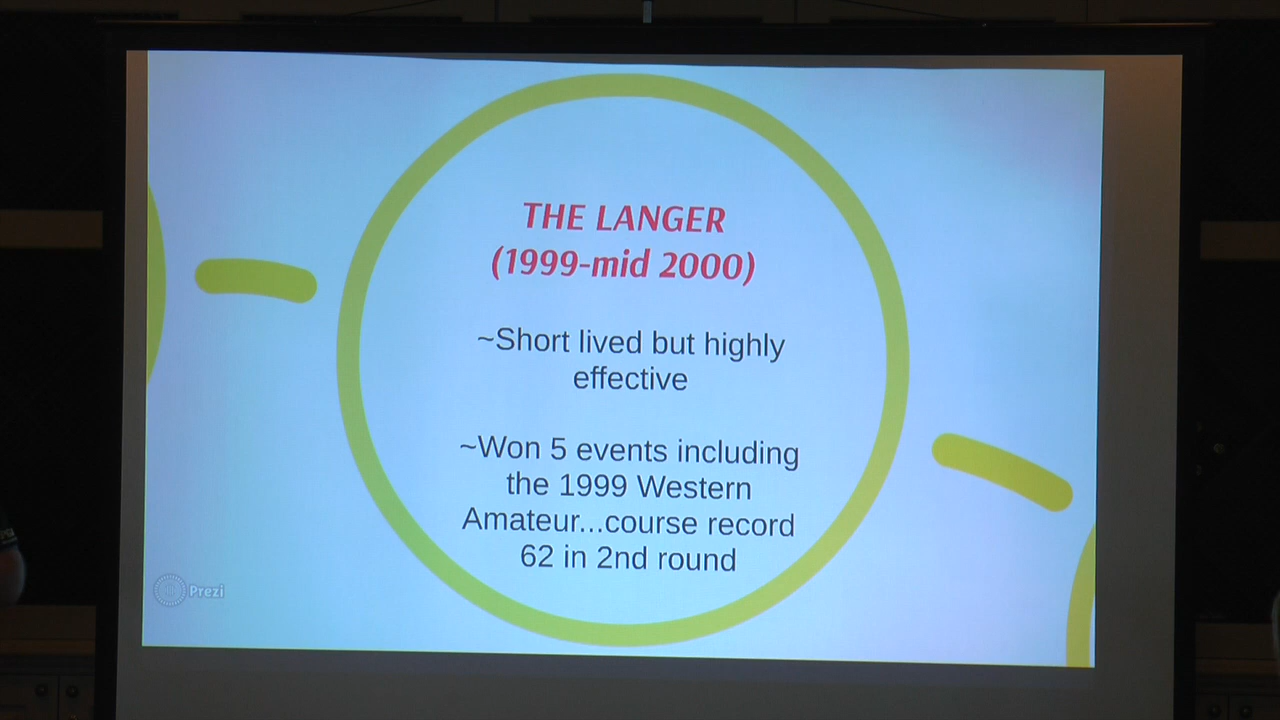 THE LANGER
(1999-mid 2000)
~Short lived but highly
effective
~Won 5 events including
the 1999 Western
Amateur...course record
62 in 2nd round
Prezi